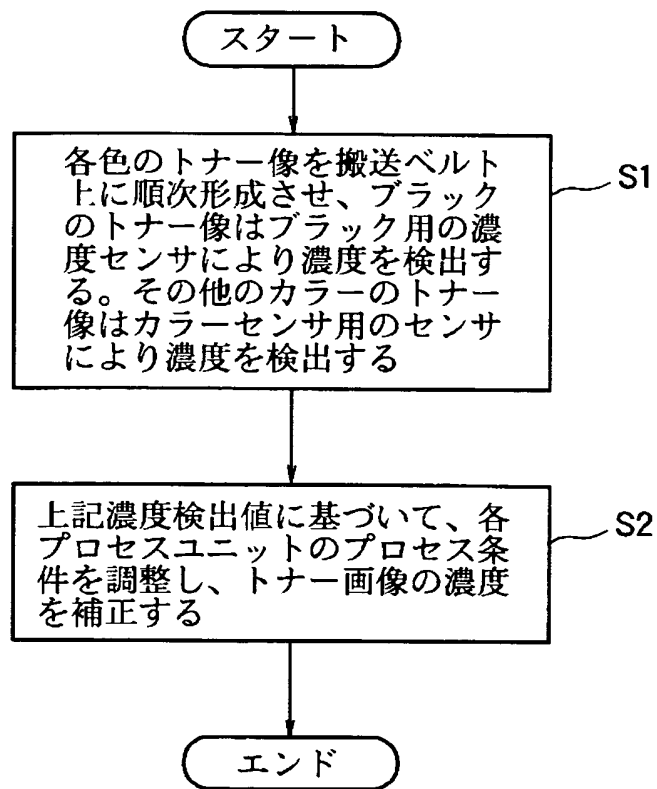 スタート
各色のトナー像を搬送ベルト
上に順次形成させ、ブラック
のトナー像はブラック用の濃
度センサにより濃度を検出す
る。その他のカラーのトナー
像はカラーセンサ用のセンサ
により濃度を検出する
S1
上記濃度検出値に基づいて、各
プロセスユニットのプロセス条
件を調整し、トナー画像の濃度
を補正する
S2
エンド